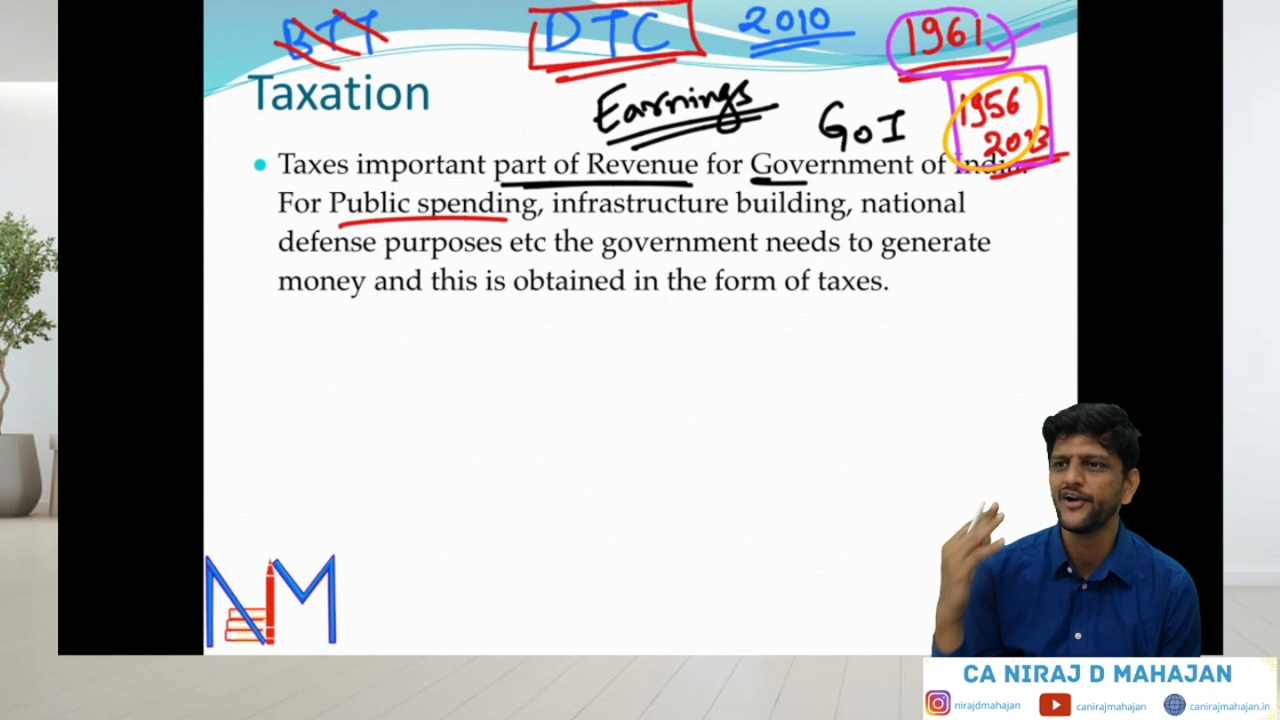 BTT DTC 2010 1961
Taxation
Earnings GoI 1956
2013
Taxes important part of Revenue for Government of India.
For Public spending, infrastructure building, national
defense purposes etc the government needs to generate
money and this is obtained in the form of taxes.
NM
CA NIRAJ D MAHAJAN
nirajdmahajan canirajmahajan canirajmahajan.in